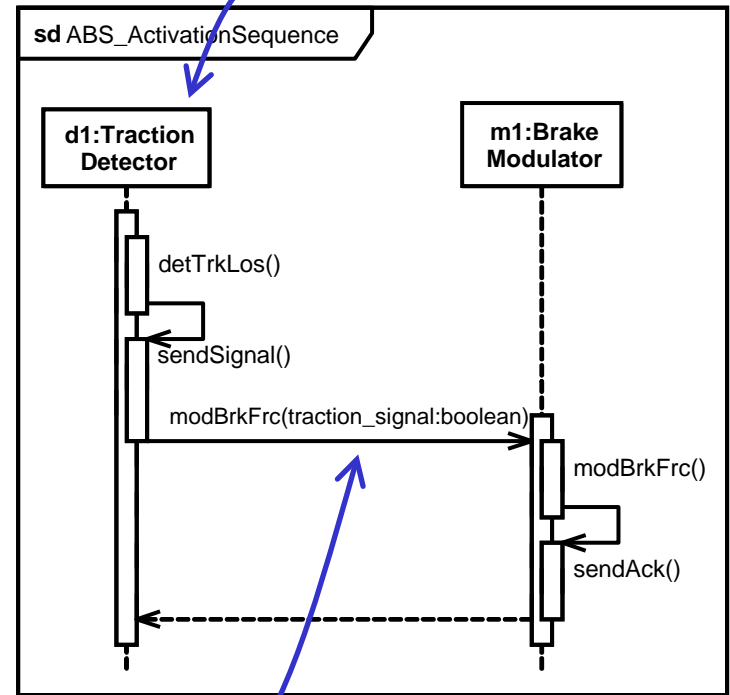 sd ABS_ActivationSequence
d1:Traction
Detector
m1:Brake
Modulator
detTrkLos()
sendSignal()
modBrkFrc(traction_signal:boolean)
modBrkFrc()
sendAck()